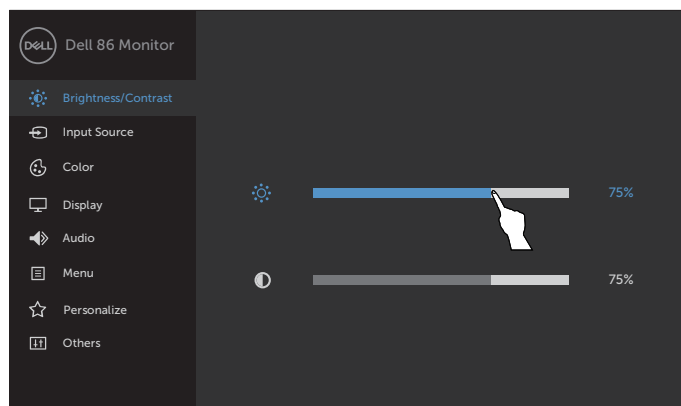 DELL
Dell 86 Monitor
Brightness/Contrast
Input Source
Color
Display
Audio
Menu
Personalize
Others
75%
75%